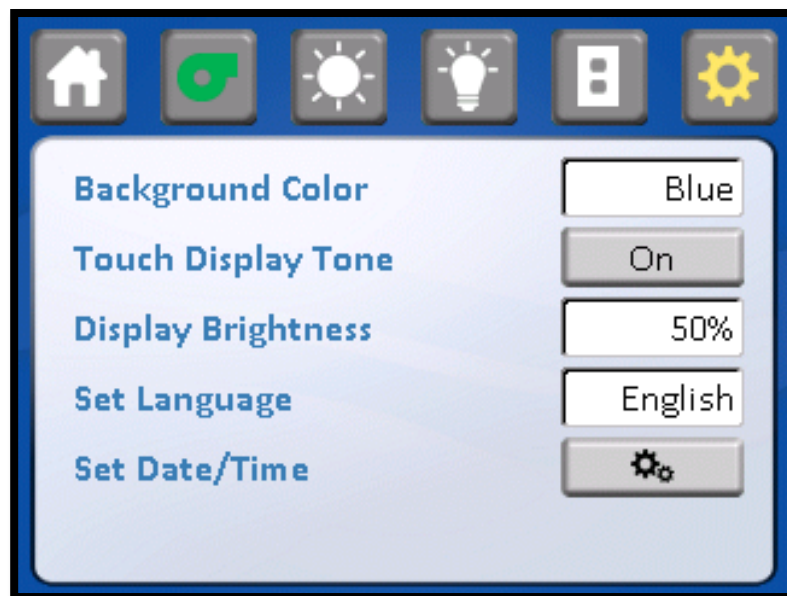 Background Color Blue
Touch Display Tone On
Display Brightness 50%
Set Language English
Set Date/Time